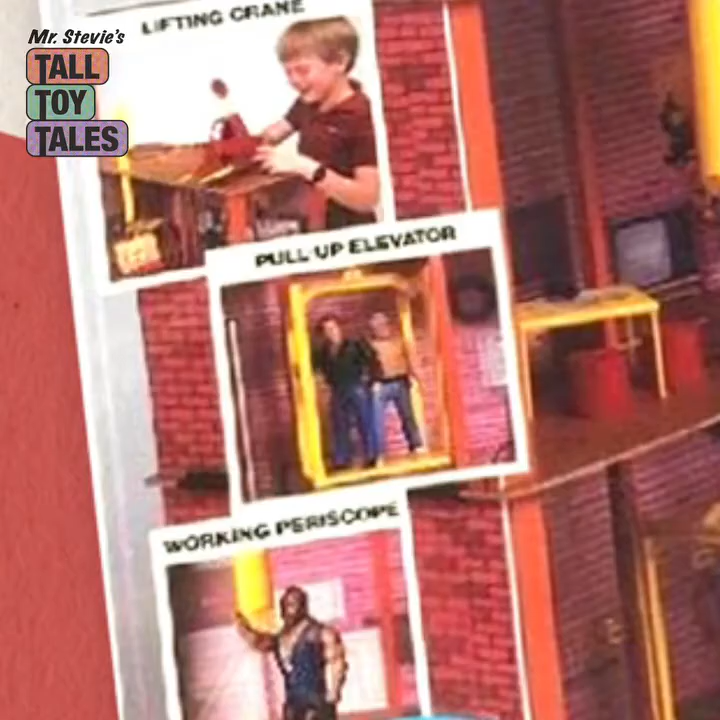 LIFTING CRANE
Mr. Stevie's
TALL
TOY
TALES
PULL-UP ELEVATOR
WORKING PERISCOPE